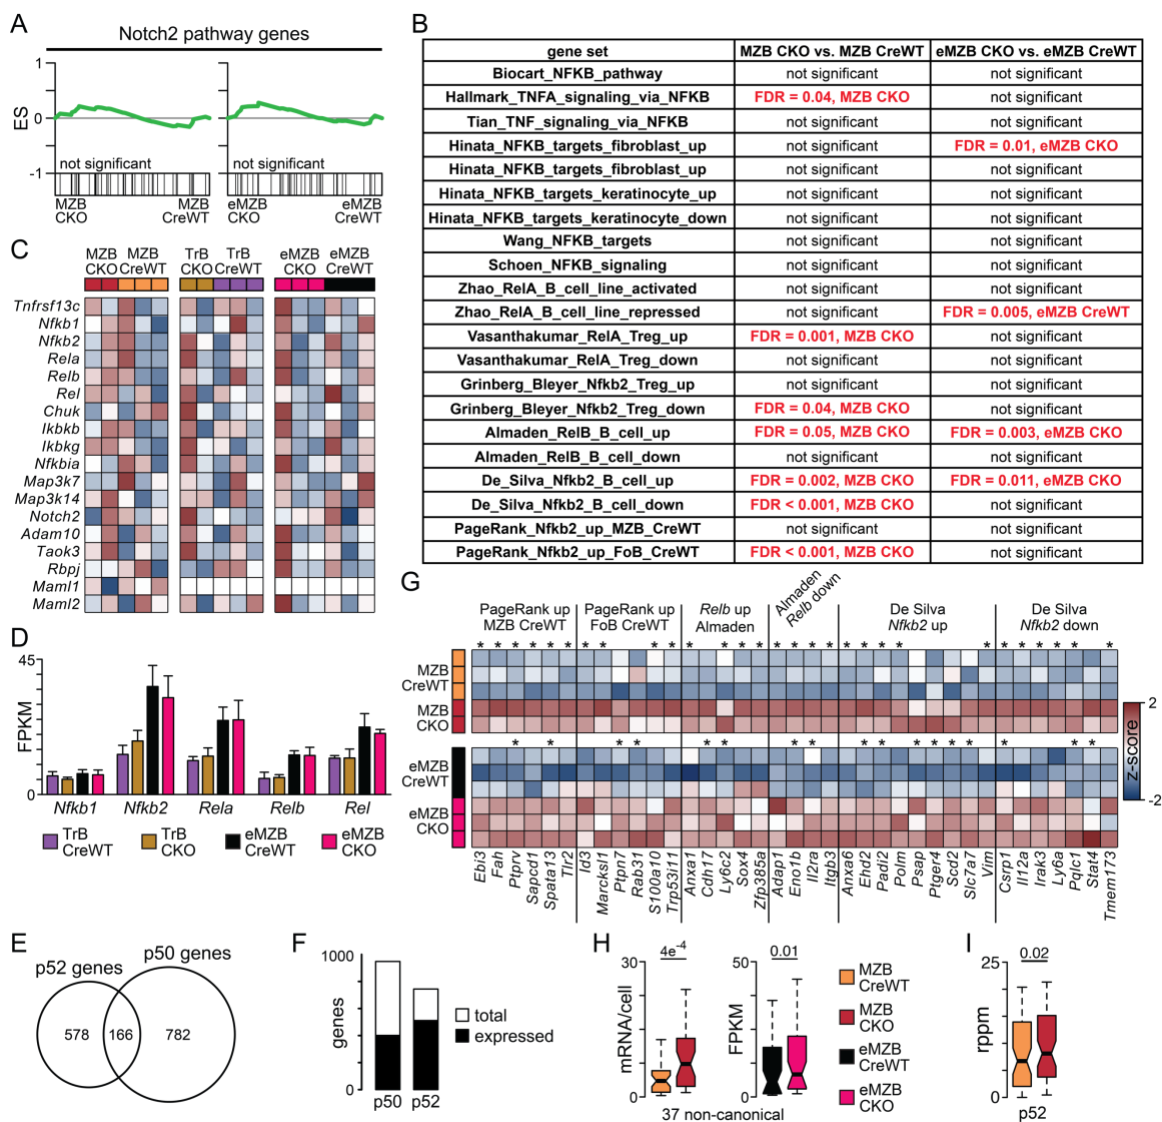 A
Notch2 pathway genes
ES
1
0
-1
not significant
not significant
MZB CKO
MZB CreWT
eMZB CKO
eMZB CreWT
B
gene set MZB CKO vs. MZB CreWT eMZB CKO vs. eMZB CreWT
Biocart_NFKB_pathway not significant not significant
Hallmark_TNFA_signaling_via_NFKB FDR = 0.04, MZB CKO not significant
Tian_TNF_signaling_via_NFKB not significant not significant
Hinata_NFKB_targets_fibroblast_up not significant FDR = 0.01, eMZB CKO
Hinata_NFKB_targets_fibroblast_up not significant not significant
Hinata_NFKB_targets_keratinocyte_up not significant not significant
Hinata_NFKB_targets_keratinocyte_down not significant not significant
Wang_NFKB_targets not significant not significant
Schoen_NFKB_signaling not significant not significant
Zhao_RelA_B_cell_line_activated not significant not significant
Zhao_RelA_B_cell_line_repressed not significant FDR = 0.005, eMZB CreWT
Vasanthakumar_RelA_Treg_up FDR = 0.001, MZB CKO not significant
Vasanthakumar_RelA_Treg_down not significant not significant
Grinberg_Bleyer_Nfkb2_Treg_up not significant not significant
Grinberg_Bleyer_Nfkb2_Treg_down FDR = 0.04, MZB CKO not significant
Almaden_RelB_B_cell_up FDR = 0.05, MZB CKO FDR = 0.003, eMZB CKO
Almaden_RelB_B_cell_down not significant not significant
De_Silva_Nfkb2_B_cell_up FDR = 0.002, MZB CKO FDR = 0.011, eMZB CKO
De_Silva_Nfkb2_B_cell_down FDR < 0.001, MZB CKO not significant
PageRank_Nfkb2_up_MZB_CreWT not significant not significant
PageRank_Nfkb2_up_FoB_CreWT FDR < 0.001, MZB CKO not significant
C
MZB MZB TrB TrB eMZB eMZB
CKO CreWT CKO CreWT CKO CreWT
Tnfrsf13c
Nfkb1
Nfkb2
Rela
Relb
Rel
Chuk
Ikbkb
Ikbkg
Nfkbia
Map3k7
Map3k14
Notch2
Adam10
Taok3
Rbpj
Maml1
Maml2
D
FPKM
45
0
Nfkb1 Nfkb2 Rela Relb Rel
TrB CreWT
TrB CKO
eMZB CreWT
eMZB CKO
E
p52 genes
p50 genes
578 166 782
F
genes
1000
0
p50 p52
total
expressed
G
PageRank up MZB CreWT
PageRank up FoB CreWT
Relb up Almaden
Almaden Relb down
De Silva Nfkb2 up
De Silva Nfkb2 down
* * * * * * * * * * * * * * * * * * * * * * * * * * *
MZB CreWT
MZB CKO
* * * * * * * * * * * * * * * * *
eMZB CreWT
eMZB CKO
Ebi3 Fah Ptprv Sapcd1 Spata13 Tlr2 Id3 Marcksl1 Ptpn7 Rab31 S100a10 Trp53i11 Anxa1 Cdh17 Ly6c2 Sox4 Zfp385a Adap1 Eno1b Il2ra Itgb3 Anxa6 Ehd2 Padi2 Polm Psap Ptger4 Scd2 Slc7a7 Vim Csrp1 Il12a Irak3 Ly6a Pqlc1 Stat4 Tmem173
z-score
2
-2
H
mRNA/cell
30
0
4e-4
FPKM
50
0
0.01
37 non-canonical
MZB CreWT
MZB CKO
eMZB CreWT
eMZB CKO
I
rppm
25
0
0.02
p52